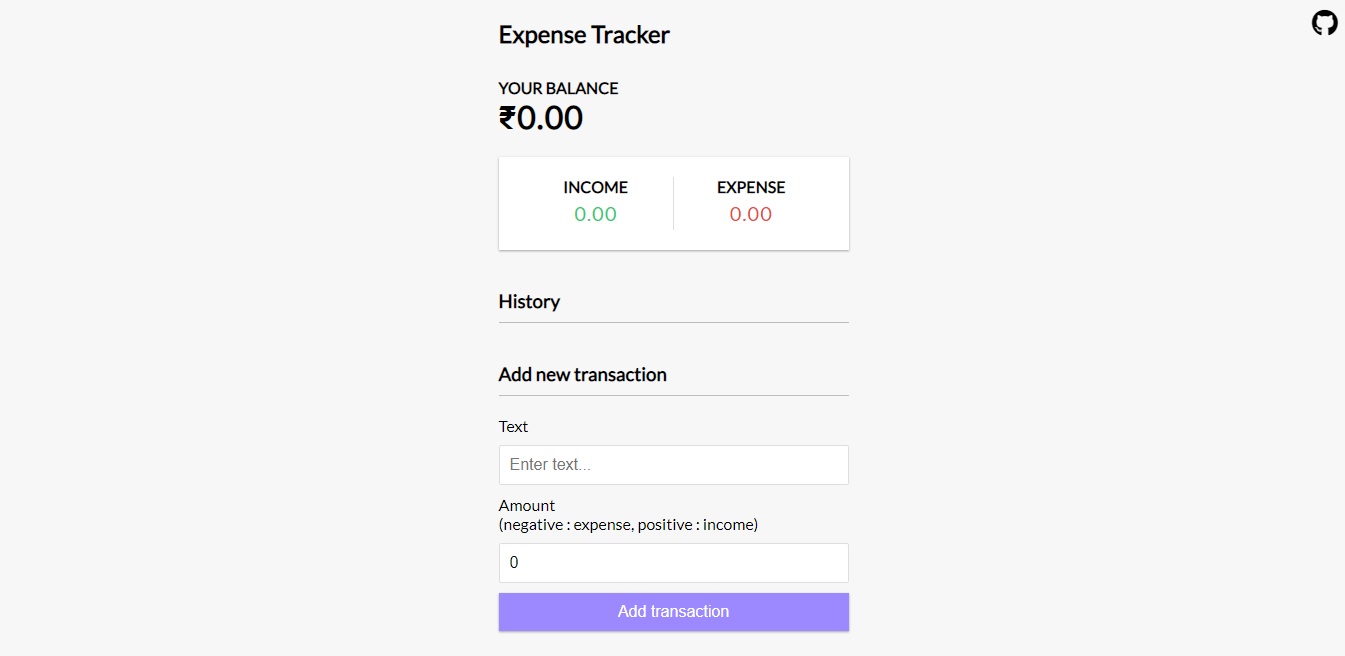 Expense Tracker
YOUR BALANCE
₹0.00
INCOME EXPENSE
0.00 0.00
History
Add new transaction
Text
Enter text...
Amount
(negative : expense, positive : income)
0
Add transaction